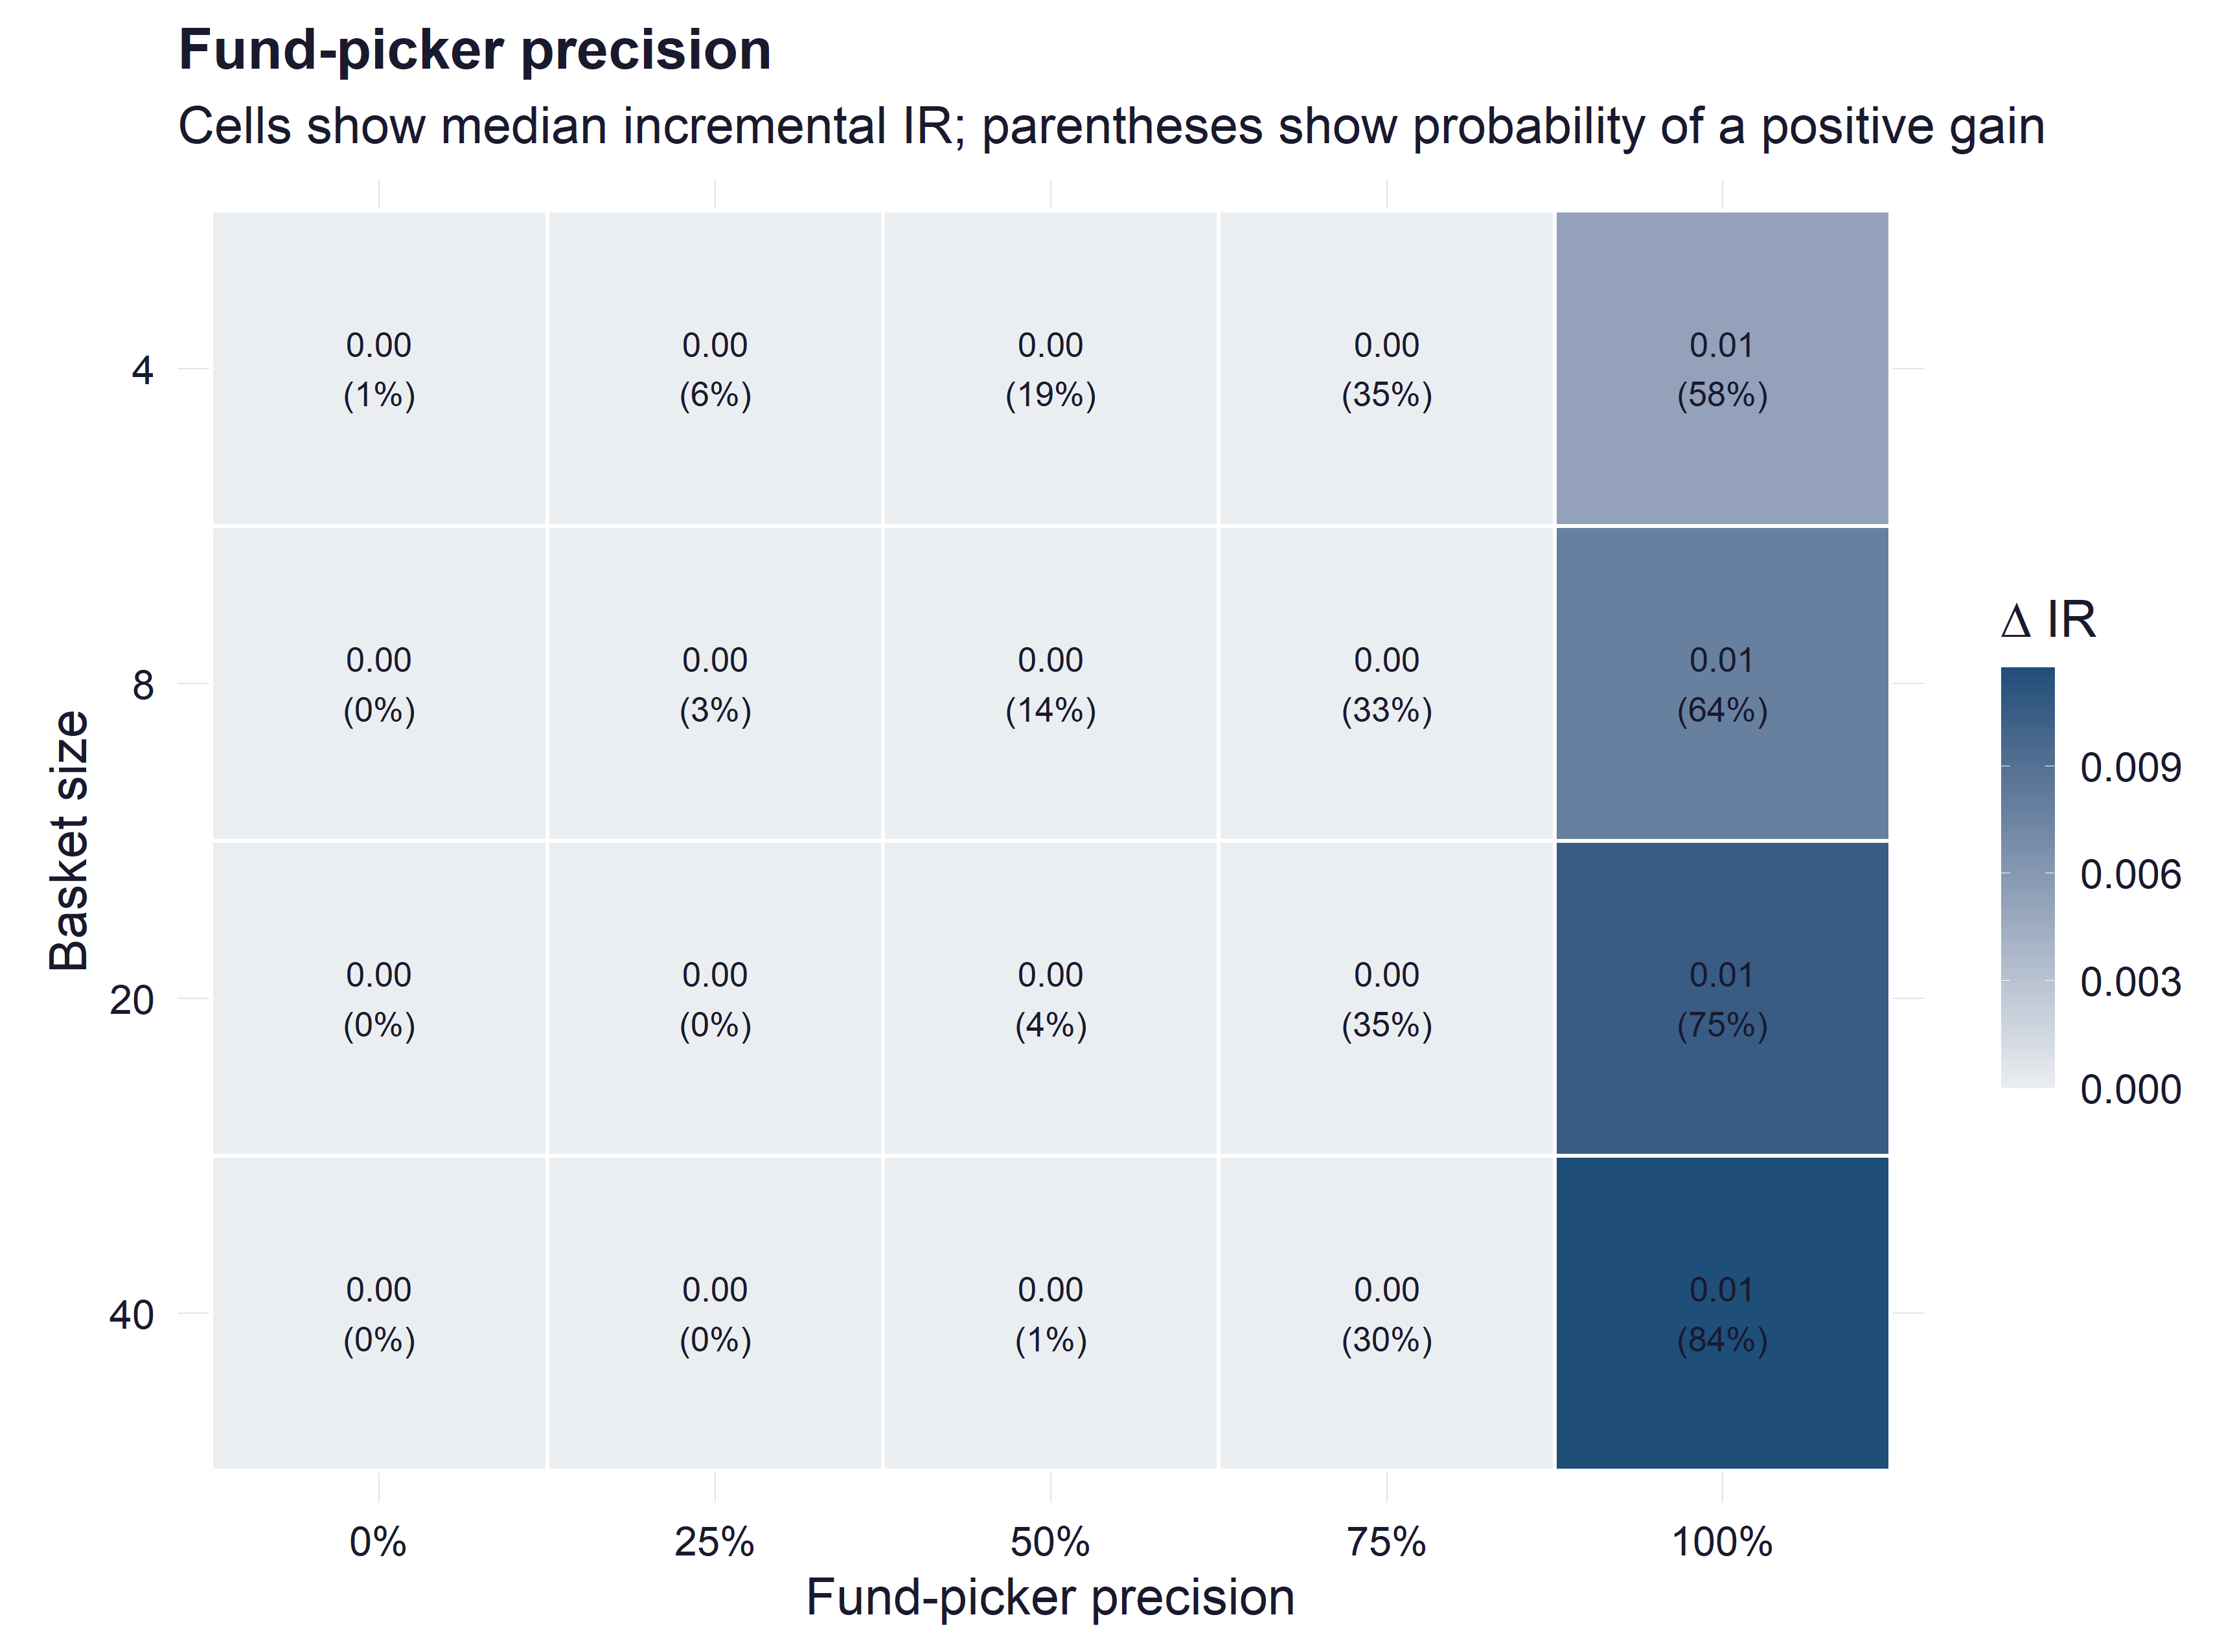 Fund-picker precision
Cells show median incremental IR; parentheses show probability of a positive gain
Basket size
4
0.00 0.00 0.00 0.00 0.01
(1%) (6%) (19%) (35%) (58%)
8
0.00 0.00 0.00 0.00 0.01
(0%) (3%) (14%) (33%) (64%)
20
0.00 0.00 0.00 0.00 0.01
(0%) (0%) (4%) (35%) (75%)
40
0.00 0.00 0.00 0.00 0.01
(0%) (0%) (1%) (30%) (84%)
0% 25% 50% 75% 100%
Fund-picker precision
Δ IR
0.009
0.006
0.003
0.000